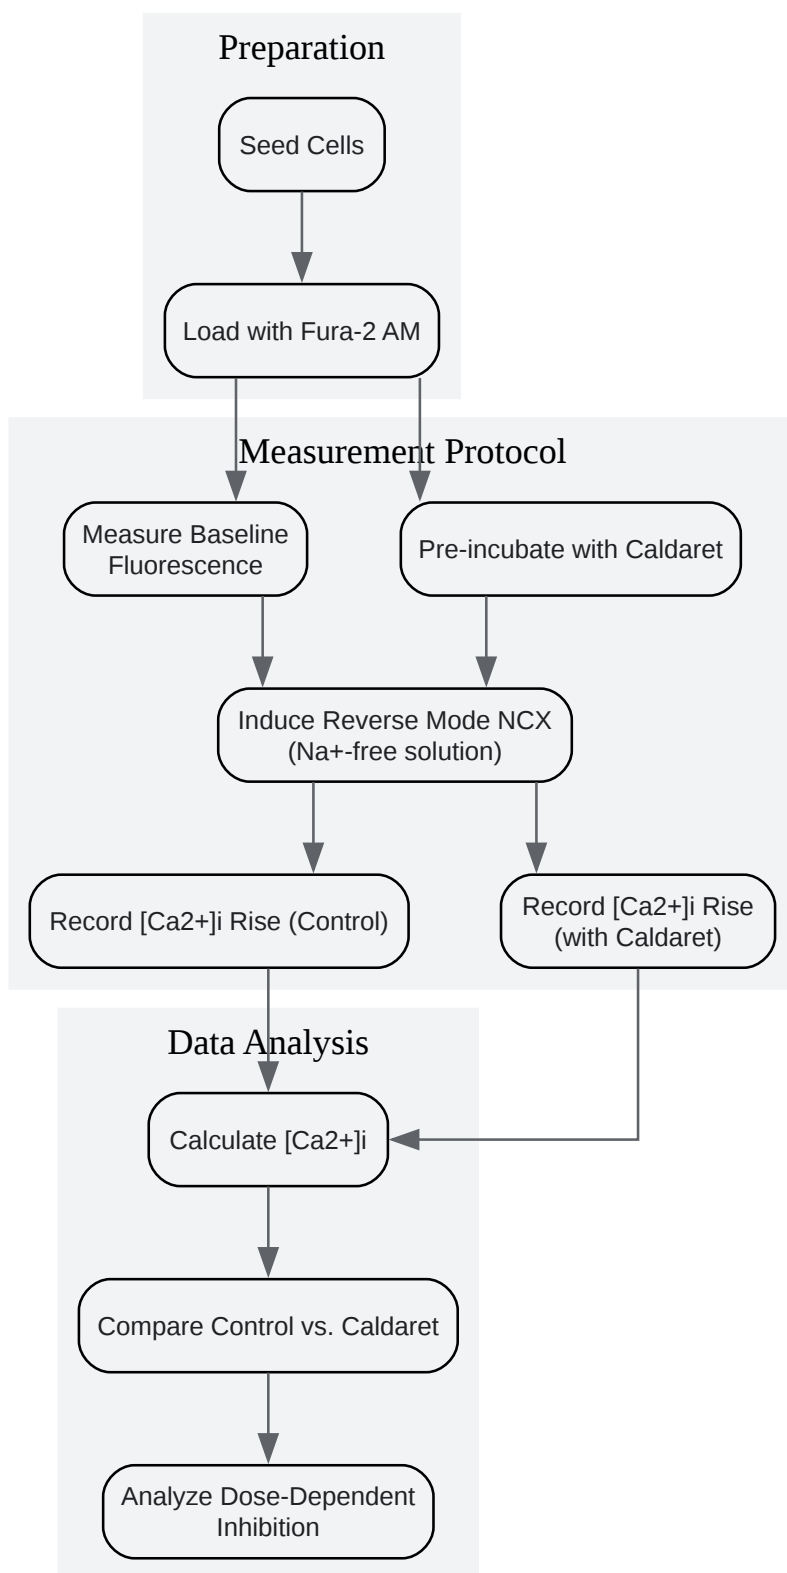 Preparation
Seed Cells
Load with Fura-2 AM
Measurement Protocol
Measure Baseline
Fluorescence
Pre-incubate with Caldaret
Induce Reverse Mode NCX
(Na+-free solution)
Record [Ca2+]i Rise (Control)
Record [Ca2+]i Rise
(with Caldaret)
Data Analysis
Calculate [Ca2+]i
Compare Control vs. Caldaret
Analyze Dose-Dependent
Inhibition